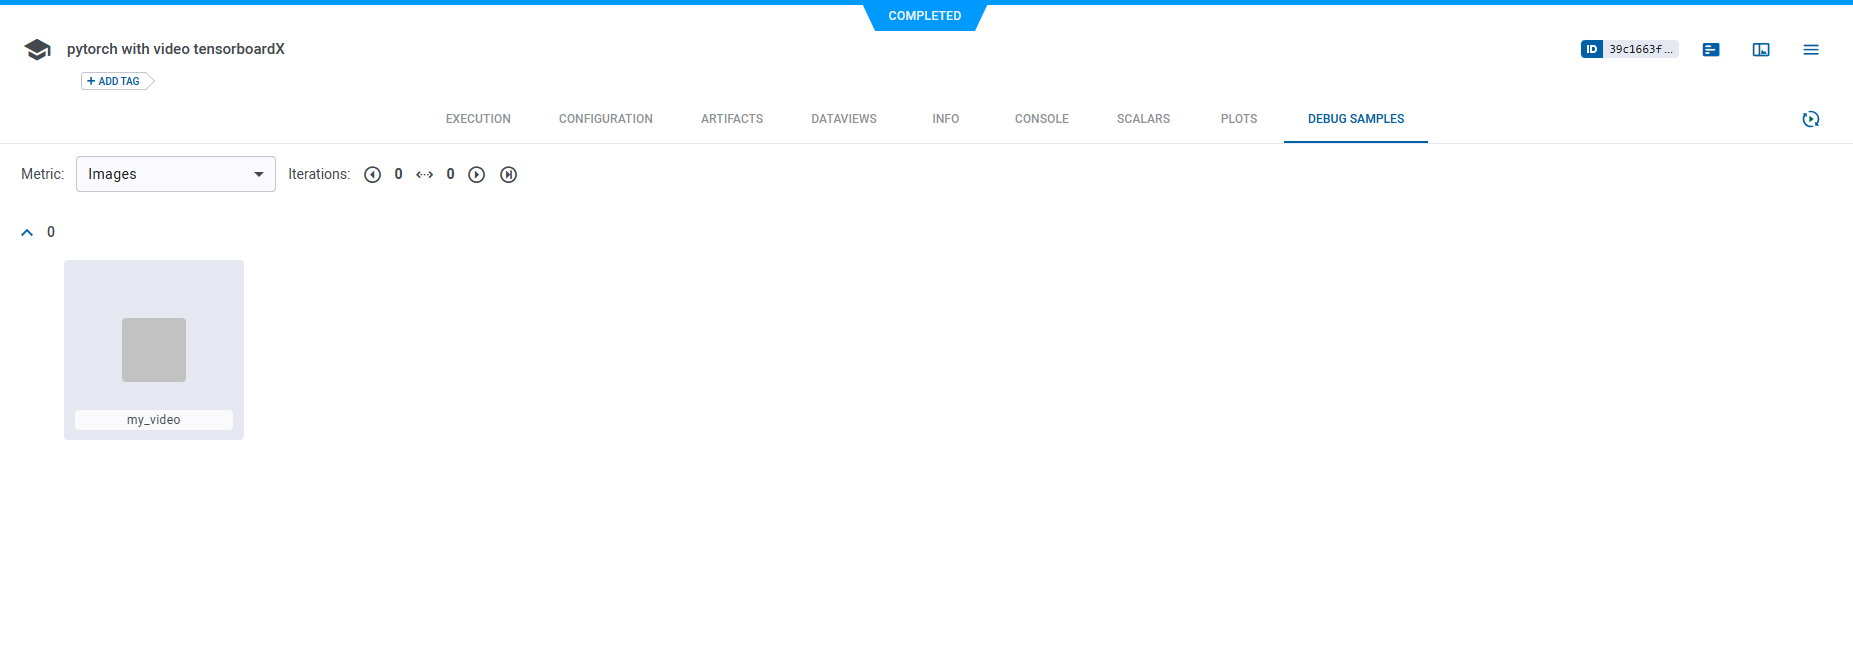 COMPLETED
pytorch with video tensorboardX
ID 39c1663f...
+ ADD TAG
EXECUTION CONFIGURATION ARTIFACTS DATAVIEWS INFO CONSOLE SCALARS PLOTS DEBUG SAMPLES
Metric: Images Iterations: 0 0
0
my_video